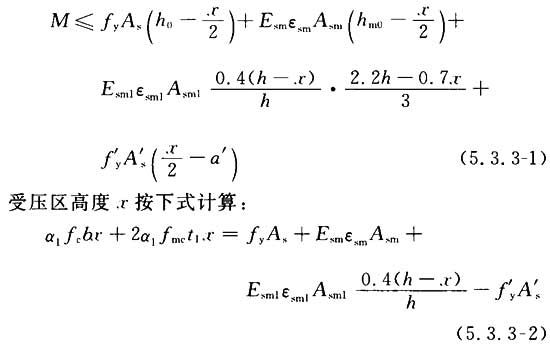 M ⩽ f_y A_s (h_0 − x/2) + E_sm ε_sm A_sm (h_m0 − x/2) +
E_sm1 ε_sm1 A_sm1 0.4(h − x)/h · (2.2h − 0.7x)/3 +
f′_y A′_s (x/2 − a′) (5.3.3-1)
受压区高度 x 按下式计算：
α_1 f_c bx + 2α_1 f_mc t_1 x = f_y A_s + E_sm ε_sm A_sm +
E_sm1 ε_sm1 A_sm1 0.4(h − x)/h − f′_y A′_s
(5.3.3-2)